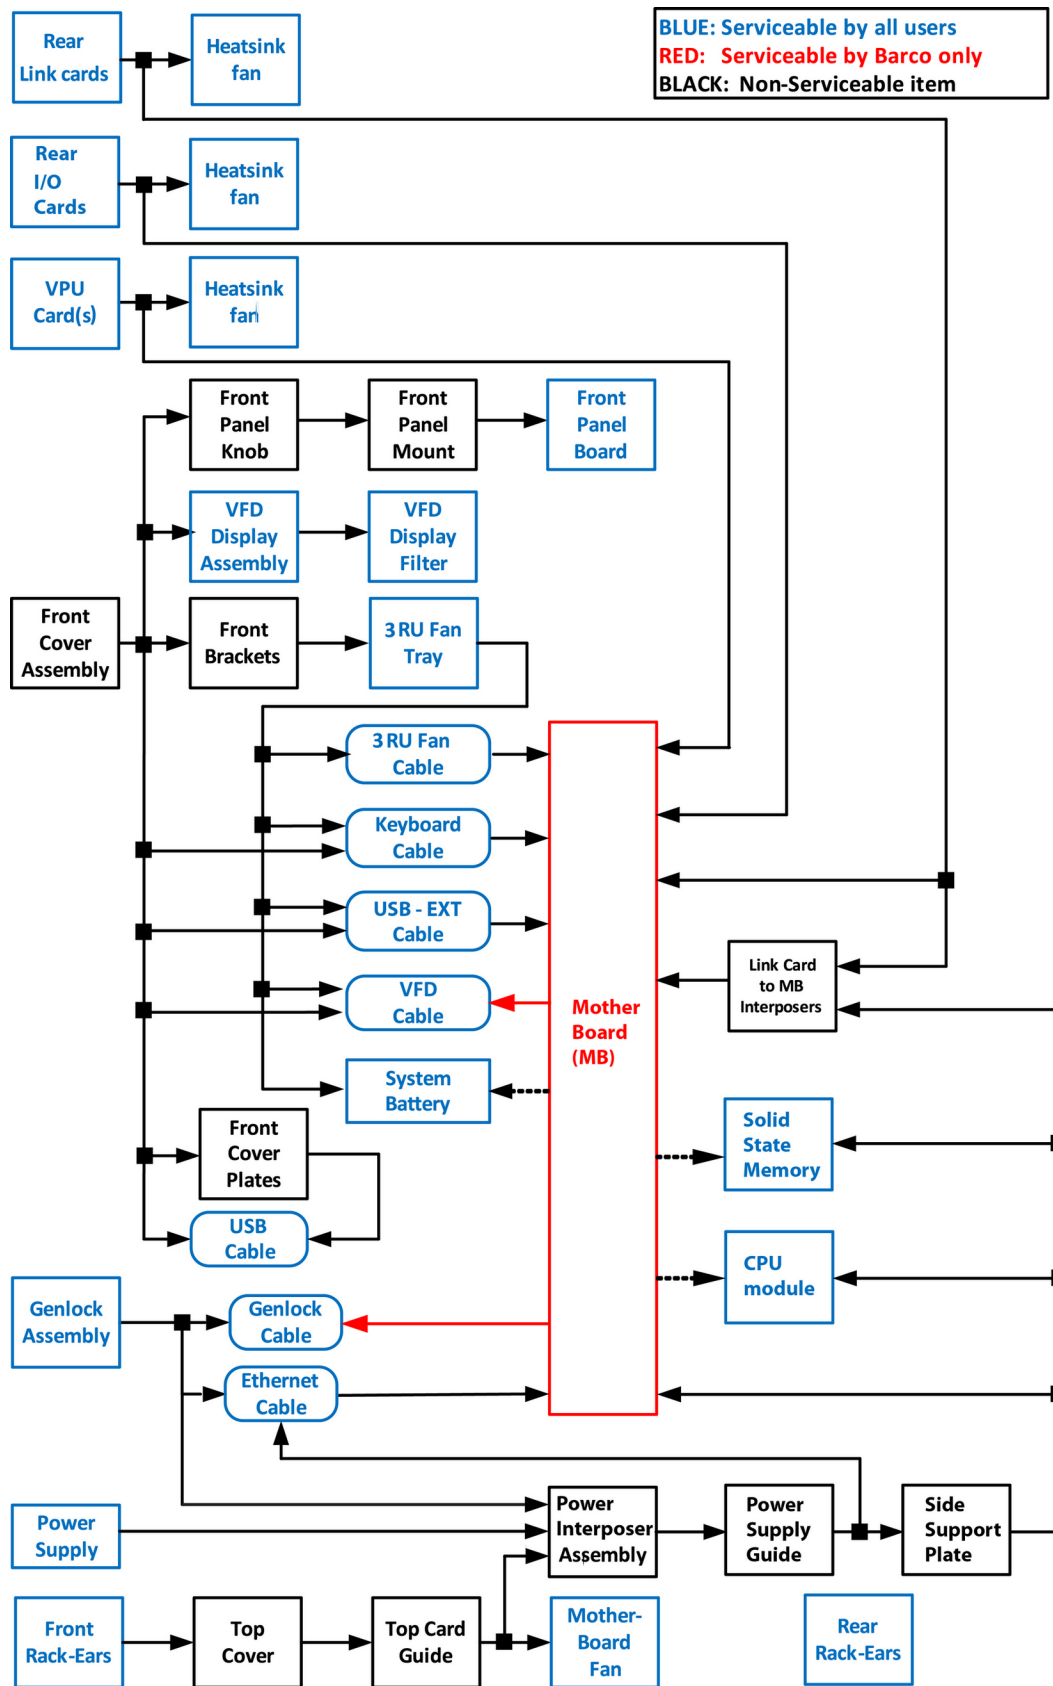 BLUE: Serviceable by all users
RED: Serviceable by Barco only
BLACK: Non-Serviceable item
Rear
Link cards
Heatsink
fan
Rear
I/O
Cards
Heatsink
fan
VPU
Card(s)
Heatsink
fan
Front
Panel
Knob
Front
Panel
Mount
Front
Panel
Board
VFD
Display
Assembly
VFD
Display
Filter
Front
Cover
Assembly
Front
Brackets
3 RU Fan
Tray
3 RU Fan
Cable
Keyboard
Cable
USB - EXT
Cable
VFD
Cable
System
Battery
Mother
Board
(MB)
Link Card
to MB
Interposers
Solid
State
Memory
CPU
module
Front
Cover
Plates
USB
Cable
Genlock
Assembly
Genlock
Cable
Ethernet
Cable
Power
Supply
Power
Interposer
Assembly
Power
Supply
Guide
Side
Support
Plate
Front
Rack-Ears
Top
Cover
Top Card
Guide
Mother-
Board
Fan
Rear
Rack-Ears